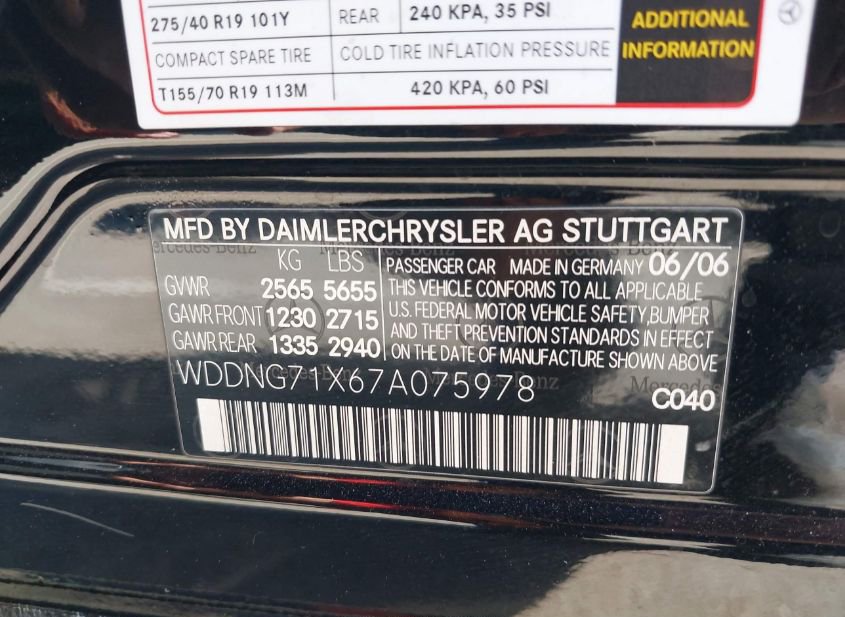 275/40 R19 101Y REAR 240 KPA, 35 PSI
COMPACT SPARE TIRE COLD TIRE INFLATION PRESSURE
T155/70 R19 113M 420 KPA, 60 PSI
ADDITIONAL
INFORMATION
MFD BY DAIMLERCHRYSLER AG STUTTGART
KG LBS
GVWR 2565 5655
GAWR FRONT 1230 2715
GAWR REAR 1335 2940
PASSENGER CAR MADE IN GERMANY 06/06
THIS VEHICLE CONFORMS TO ALL APPLICABLE
U.S. FEDERAL MOTOR VEHICLE SAFETY,BUMPER
AND THEFT PREVENTION STANDARDS IN EFFECT
ON THE DATE OF MANUFACTURE SHOWN ABOVE
WDDNG71X67A075978
C040
Mercedes-Benz